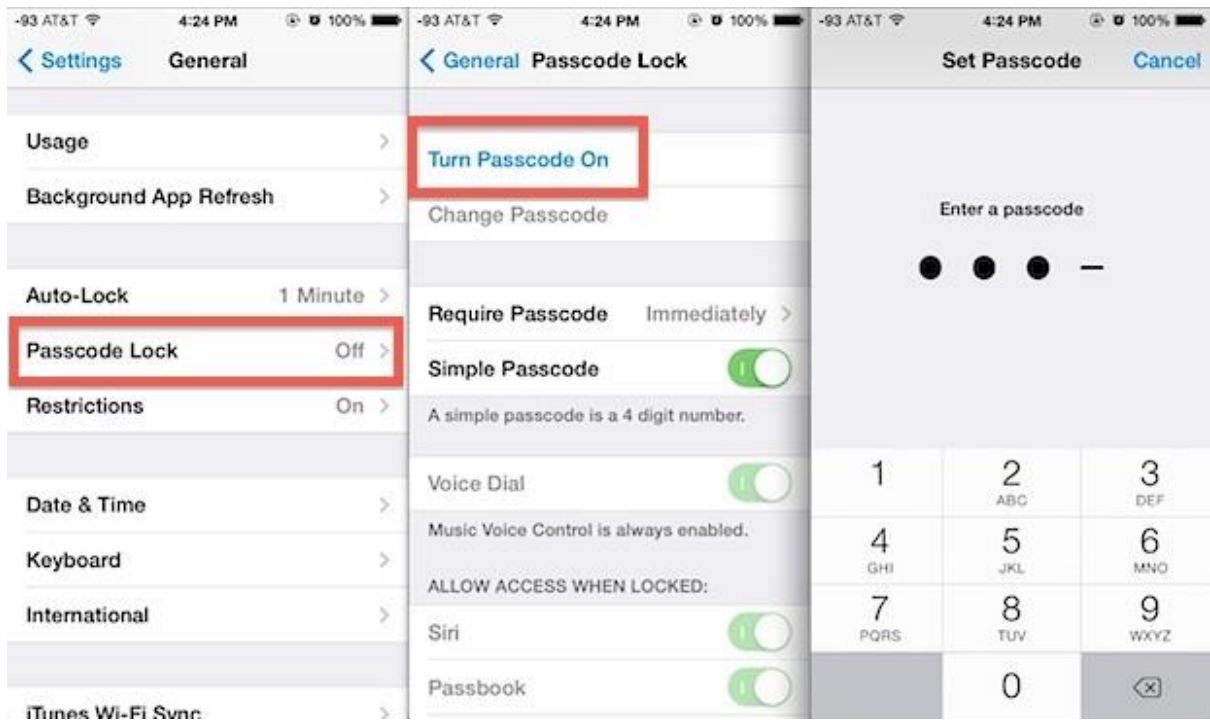 -93 AT&T 4:24 PM 100%
Settings General
Usage
Background App Refresh
Auto-Lock 1 Minute
Passcode Lock Off
Restrictions On
Date & Time
Keyboard
International
iTunes Wi-Fi Sync
-93 AT&T 4:24 PM 100%
General Passcode Lock
Turn Passcode On
Change Passcode
Require Passcode Immediately
Simple Passcode
A simple passcode is a 4 digit number.
Voice Dial
Music Voice Control is always enabled.
ALLOW ACCESS WHEN LOCKED:
Siri
Passbook
-93 AT&T 4:24 PM 100%
Set Passcode Cancel
Enter a passcode
1 2 3
ABC DEF
4 5 6
GHI JKL MNO
7 8 9
PQRS TUV WXYZ
0